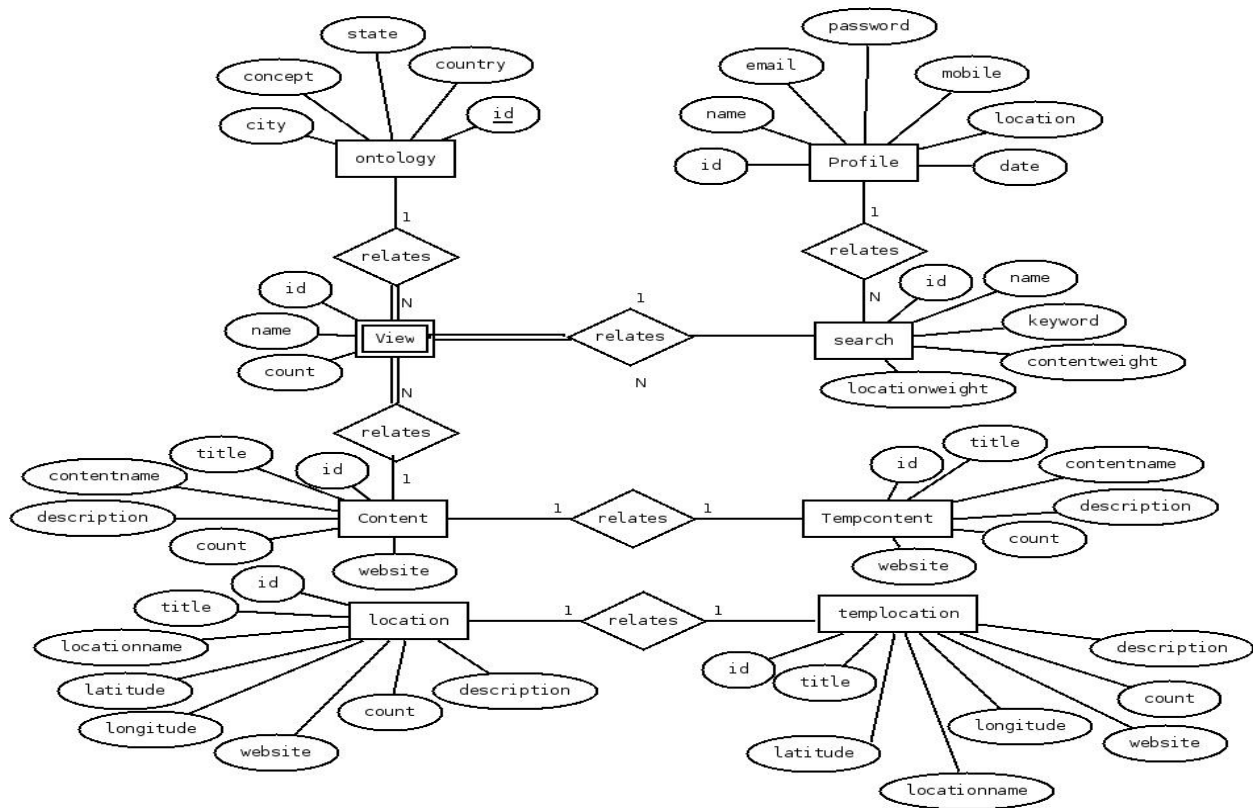 state
password
concept
country
email
mobile
city
id
name
location
ontology
Profile
id
date
1
1
relates
relates
id
id
name
N
N
1
name
View
relates
search
keyword
count
contentweight
N
locationweight
N
relates
title
id
title
contentname
id
contentname
1
description
Content
1
relates
1
Tempcontent
description
count
count
website
website
id
title
1
relates
1
templocation
location
locationname
description
latitude
id
title
description
count
longitude
count
longitude
website
latitude
website
locationname